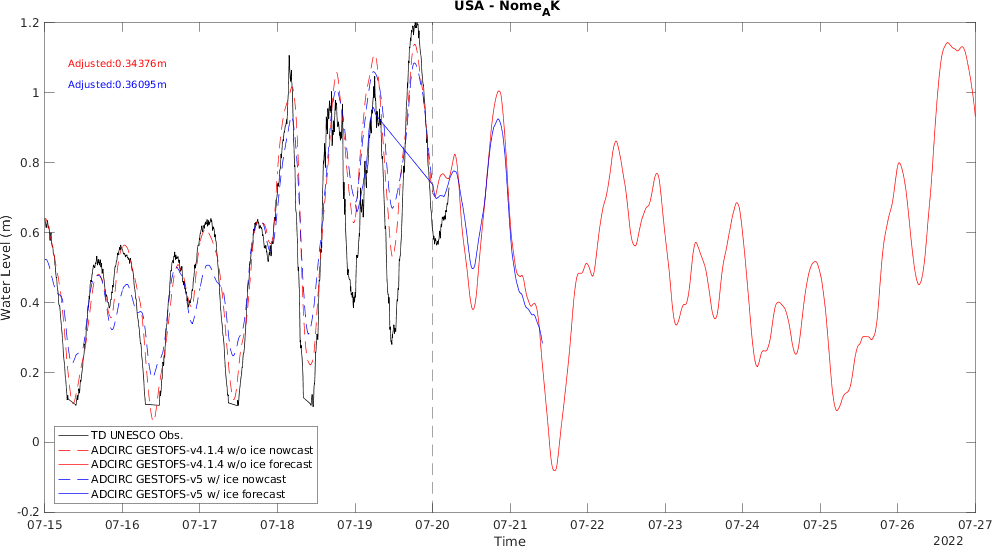 USA - Nome_AK
Adjusted:0.34376m
Adjusted:0.36095m
Water Level (m)
1.2
1
0.8
0.6
0.4
0.2
0
-0.2
TD UNESCO Obs.
ADCIRC GESTOFS-v4.1.4 w/o ice nowcast
ADCIRC GESTOFS-v4.1.4 w/o ice forecast
ADCIRC GESTOFS-v5 w/ ice nowcast
ADCIRC GESTOFS-v5 w/ ice forecast
07-15 07-16 07-17 07-18 07-19 07-20 07-21 07-22 07-23 07-24 07-25 07-26 07-27
Time
2022